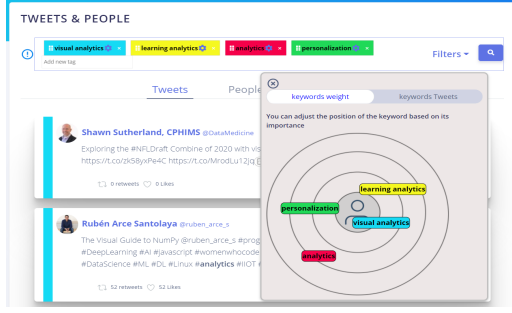 TWEETS & PEOPLE
visual analytics × learning analytics × analytics × personalization ×
Add new tag
Filters
Tweets People
keywords weight keywords Tweets
You can adjust the position of the keyword based on its
importance
learning analytics
personalization
visual analytics
analytics
Shawn Sutherland, CPHIMS @DataMedicine
Exploring the #NFLDraft Combine of 2020 with vis
https://t.co/zk58yxPe4C https://t.co/MrodLu12jq
0 retweets 0 Likes
Rubén Arce Santolaya @ruben_arce_s
The Visual Guide to NumPy @ruben_arce_s #prog
#DeepLearning #AI #javascript #womenwhocode
#DataScience #ML #DL #Linux #analytics #IIOT #
52 retweets 52 Likes